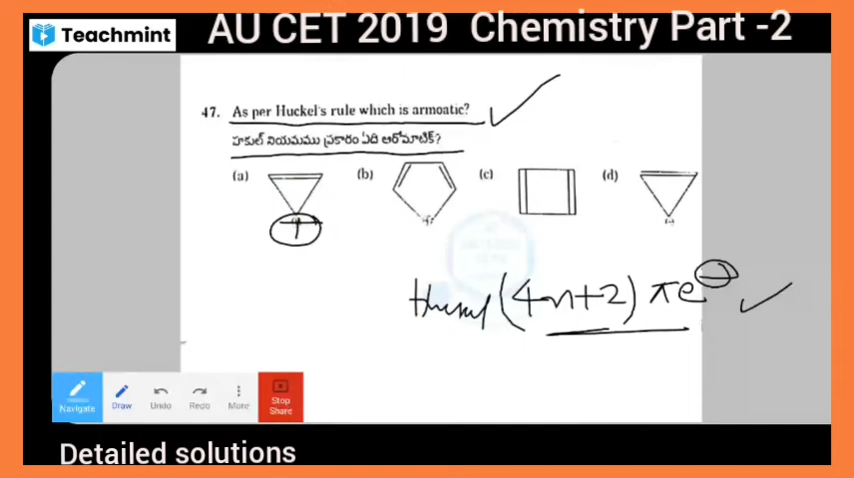 Teachmint
AU CET 2019 Chemistry Part -2
47. As per Huckel's rule which is armoatic?
హకుల్ నియమము ప్రకారం ఏది ఆరోమాటిక్?
(a) (b) (c) (d)
(4n+2) πe⊖
Navigate Draw Undo Redo More Stop Share
Detailed solutions